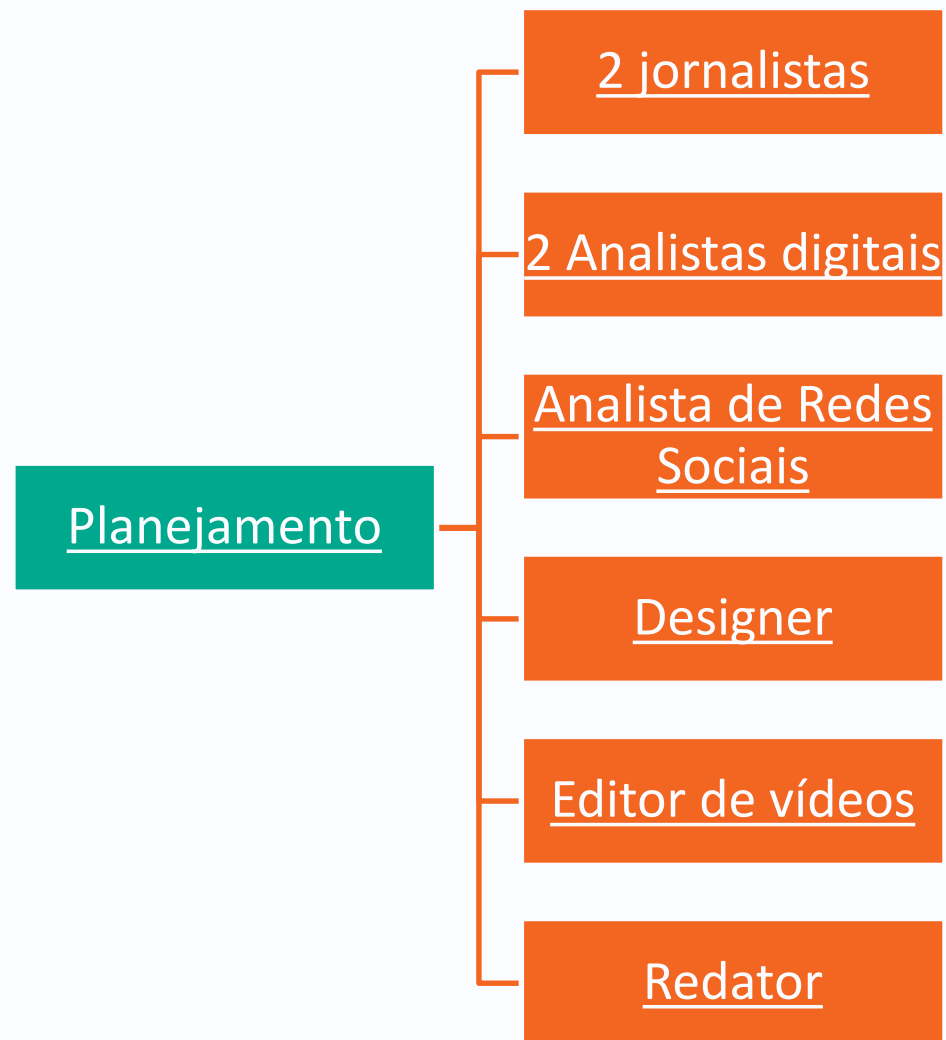 2 jornalistas
2 Analistas digitais
Analista de Redes
Sociais
Planejamento
Designer
Editor de vídeos
Redator